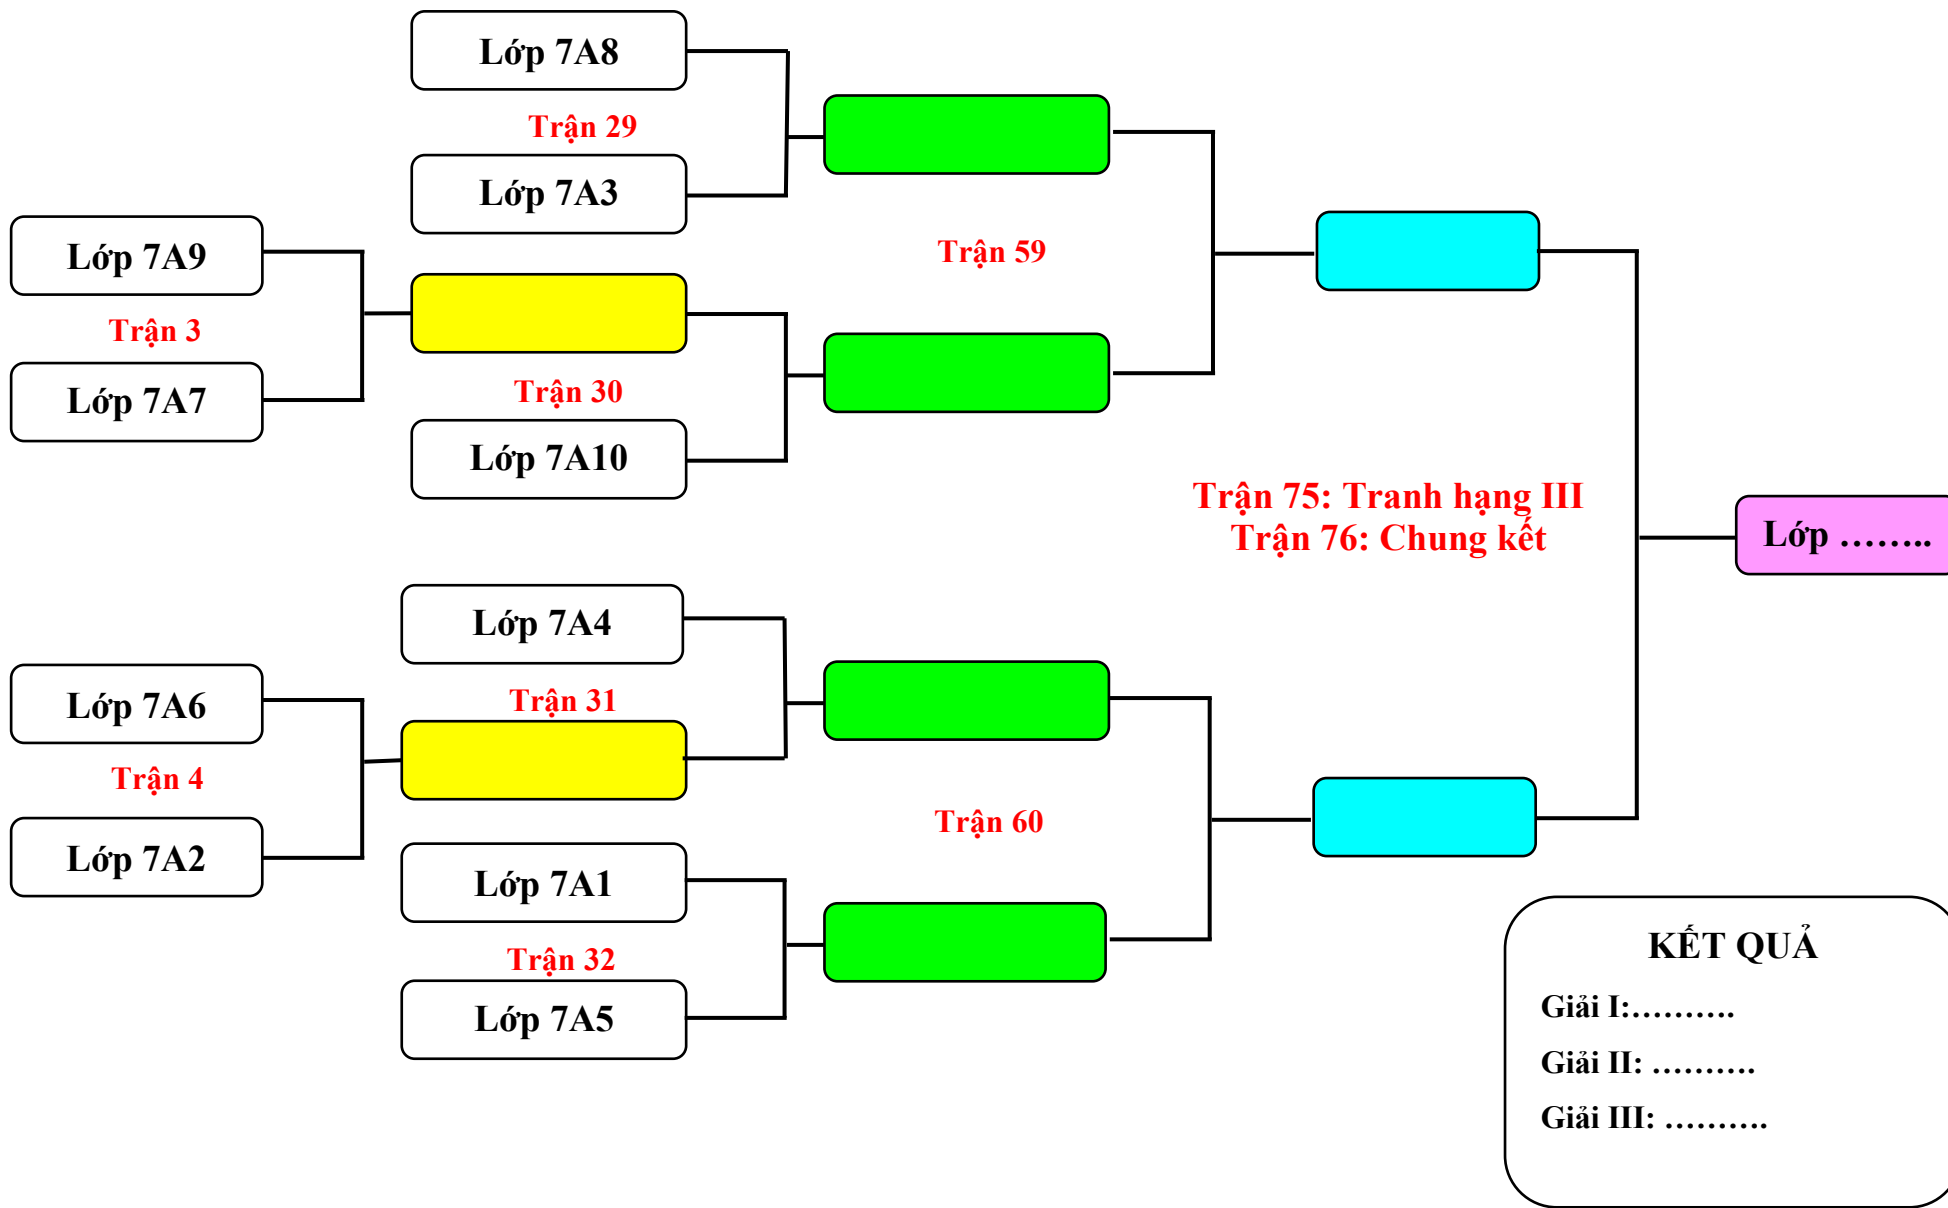 Lớp 7A8
Trận 29
Lớp 7A3
Lớp 7A9
Trận 3
Lớp 7A7
Trận 30
Lớp 7A10
Trận 59
Trận 75: Tranh hạng III
Trận 76: Chung kết
Lớp ……..
Lớp 7A4
Trận 31
Lớp 7A6
Trận 4
Lớp 7A2
Lớp 7A1
Trận 32
Lớp 7A5
Trận 60
KẾT QUẢ
Giải I:……….
Giải II: ……….
Giải III: ……….